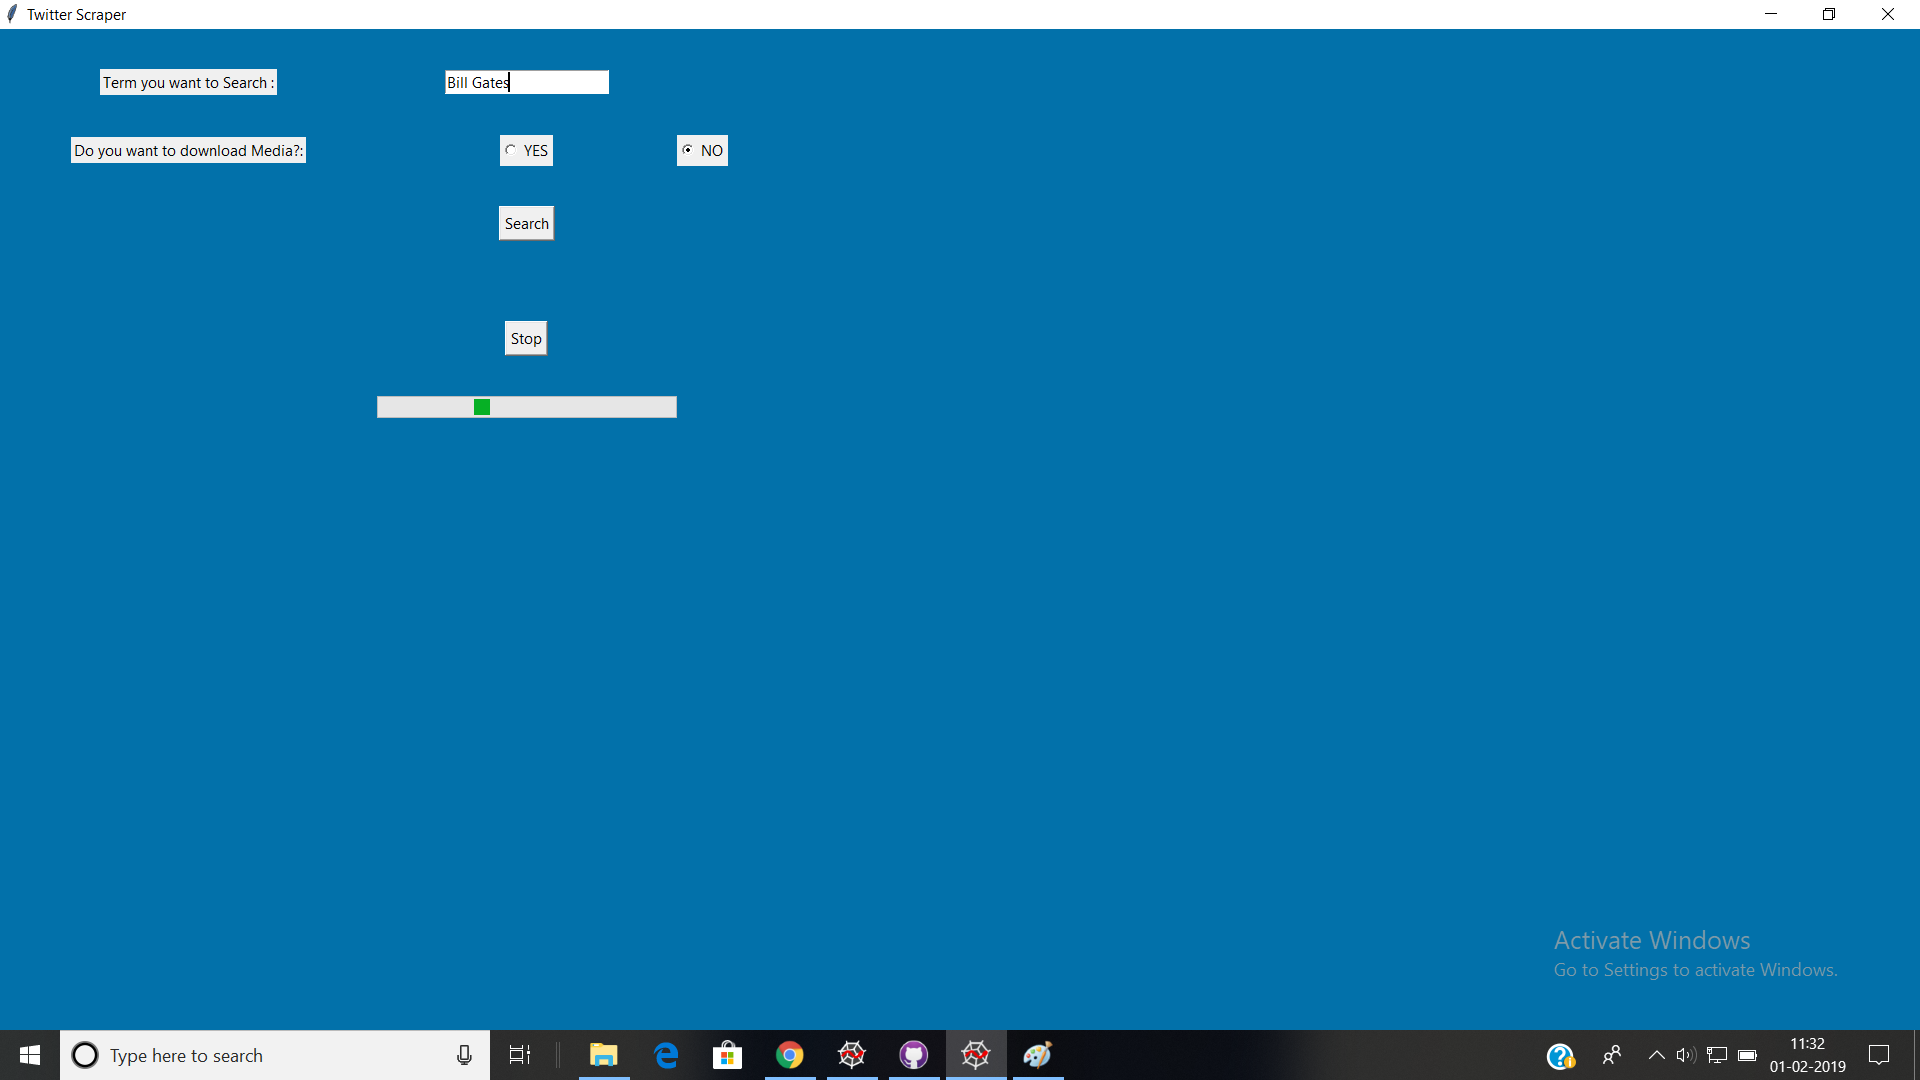 Twitter Scraper
Term you want to Search :
Bill Gates
Do you want to download Media?:
YES
NO
Search
Stop
Activate Windows
Go to Settings to activate Windows.
Type here to search
11:32
01-02-2019